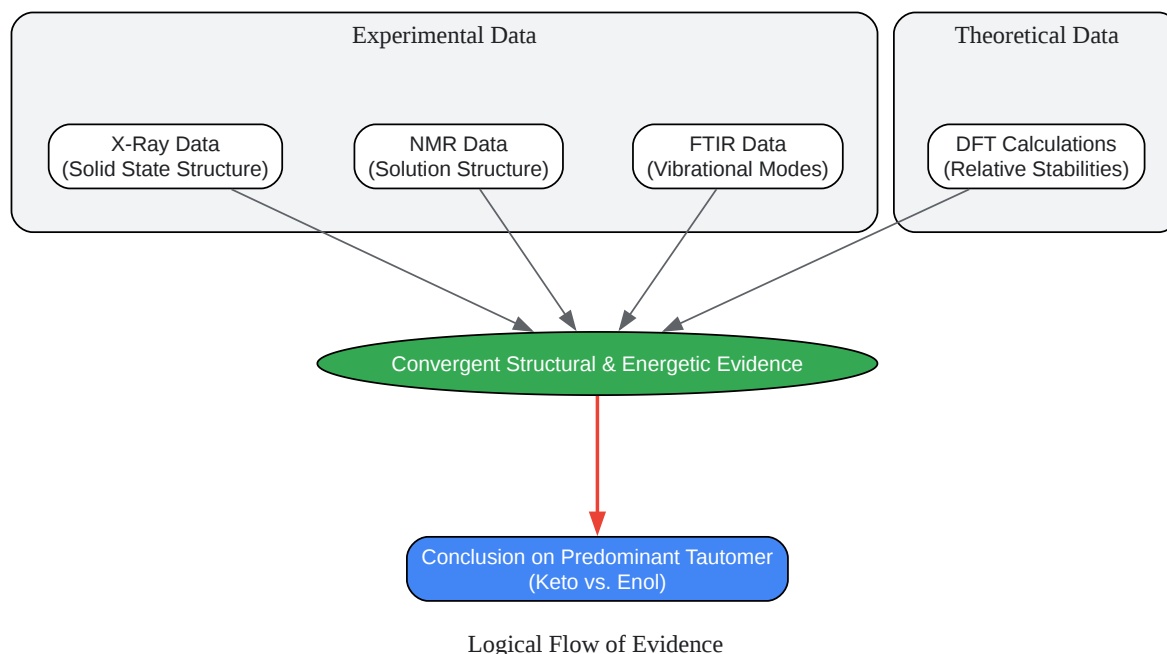 Experimental Data
Theoretical Data
X-Ray Data
(Solid State Structure)
NMR Data
(Solution Structure)
FTIR Data
(Vibrational Modes)
DFT Calculations
(Relative Stabilities)
Convergent Structural & Energetic Evidence
Conclusion on Predominant Tautomer
(Keto vs. Enol)
Logical Flow of Evidence